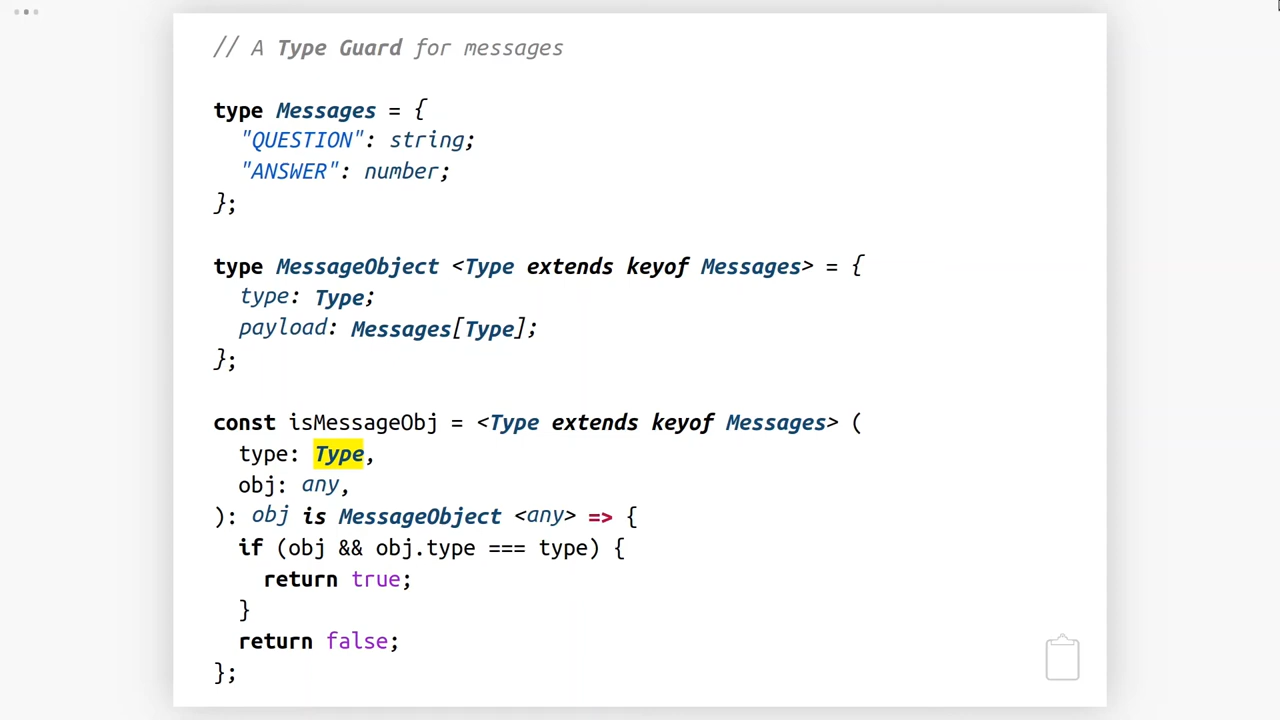 // A Type Guard for messages
type Messages = {
"QUESTION": string;
"ANSWER": number;
};
type MessageObject <Type extends keyof Messages> = {
type: Type;
payload: Messages[Type];
};
const isMessageObj = <Type extends keyof Messages> (
type: Type,
obj: any,
): obj is MessageObject <any> => {
if (obj && obj.type === type) {
return true;
}
return false;
};